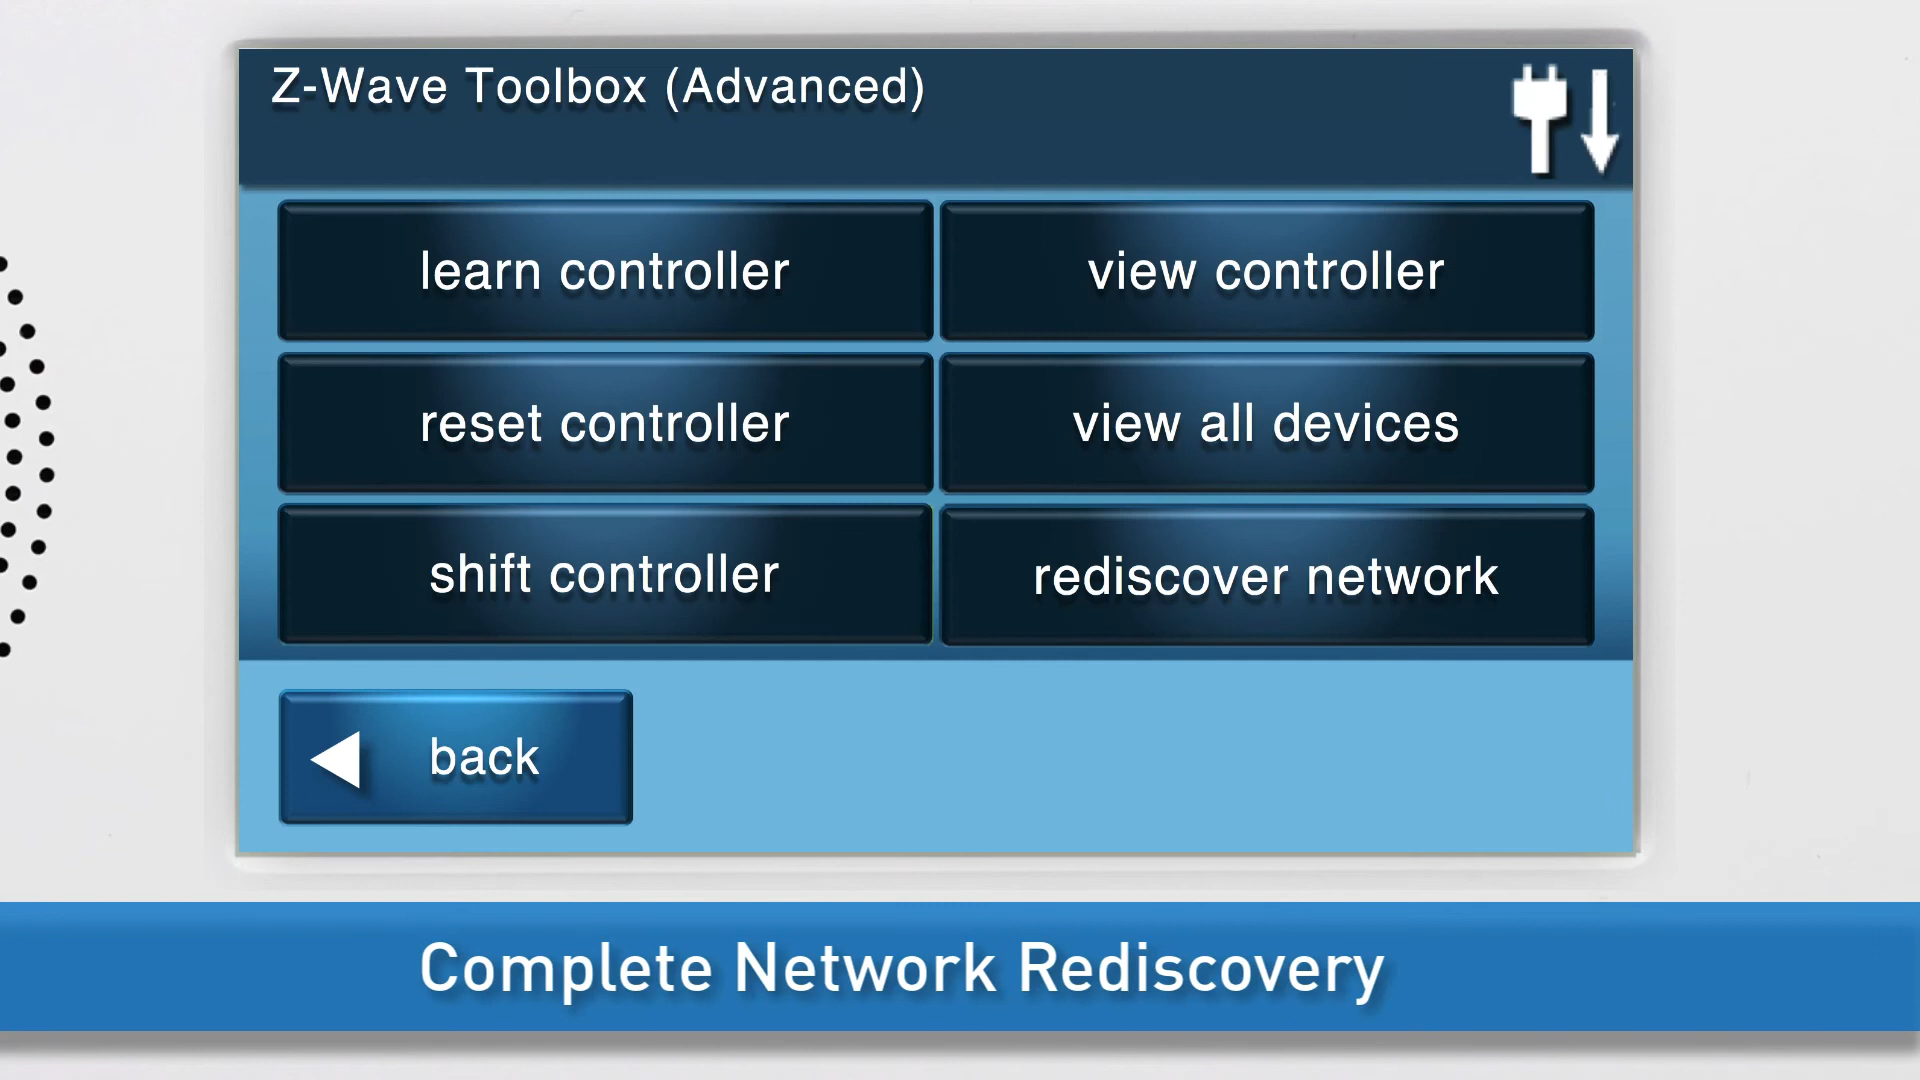 Z-Wave Toolbox (Advanced)
learn controller
view controller
reset controller
view all devices
shift controller
rediscover network
back
Complete Network Rediscovery